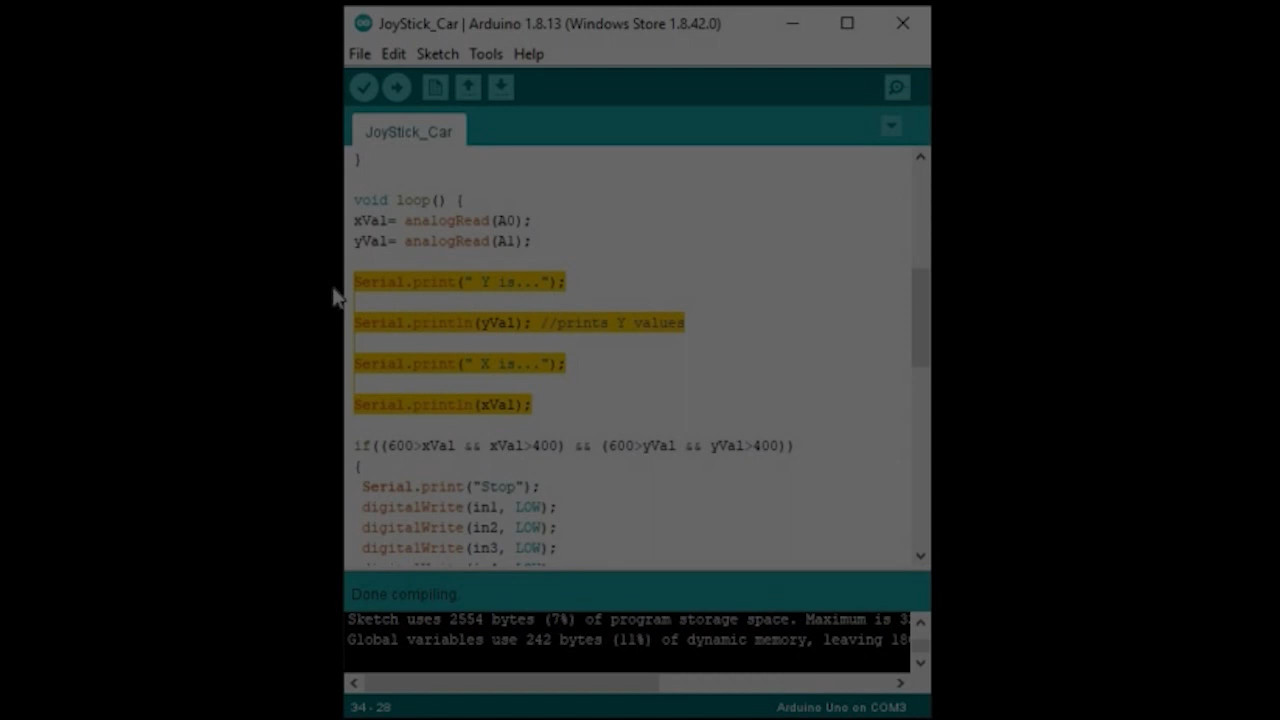 JoyStick_Car | Arduino 1.8.13 (Windows Store 1.8.42.0)
File Edit Sketch Tools Help
JoyStick_Car
}
void loop() {
xVal= analogRead(A0);
yVal= analogRead(A1);
Serial.print(" Y is...");
Serial.println(yVal); //prints Y values
Serial.print(" X is...");
Serial.println(xVal);
if((600>xVal && xVal>400) && (600>yVal && yVal>400))
{
Serial.print("Stop");
digitalWrite(in1, LOW);
digitalWrite(in2, LOW);
digitalWrite(in3, LOW);
Done compiling.
Sketch uses 2554 bytes (7%) of program storage space. Maximum is
Global variables use 242 bytes (11%) of dynamic memory, leaving
34 - 28
Arduino Uno on COM3